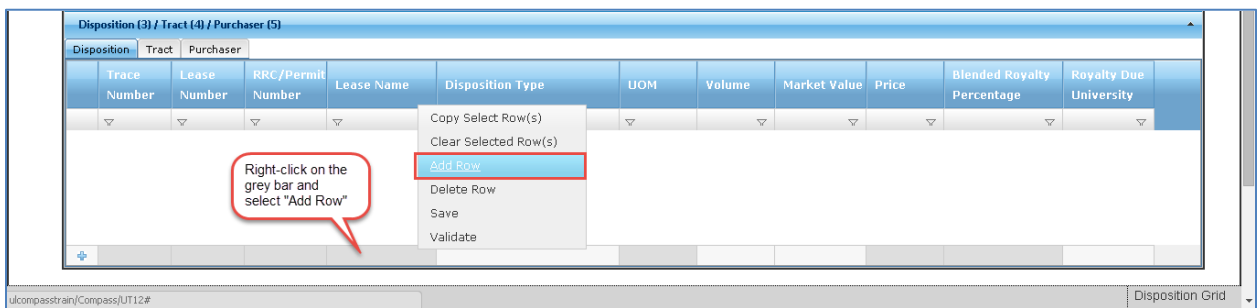 Disposition (3) / Tract (4) / Purchaser (5)
Disposition Tract Purchaser
Trace Number Lease Number RRC/Permit Number Lease Name Disposition Type UOM Volume Market Value Price Blended Royalty Percentage Royalty Due University
Copy Select Row(s)
Clear Selected Row(s)
Add Row
Delete Row
Save
Validate
Right-click on the
grey bar and
select "Add Row"
ulcompasstrain/Compass/UT12#
Disposition Grid